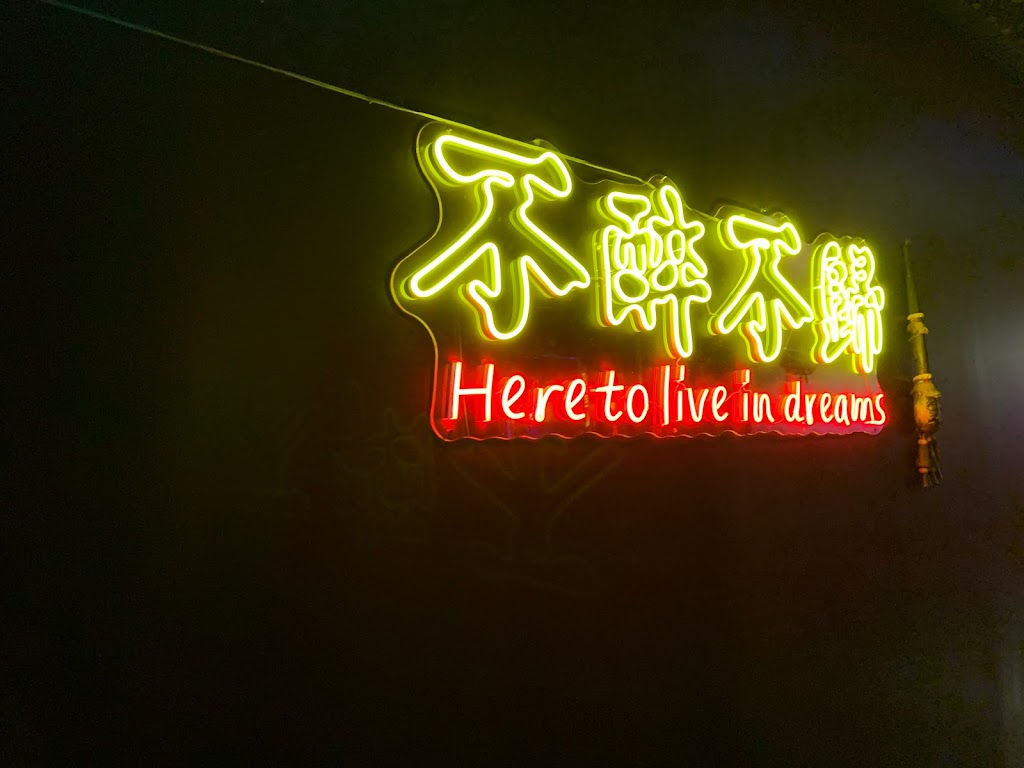 不醉不歸
Here to live in dreams